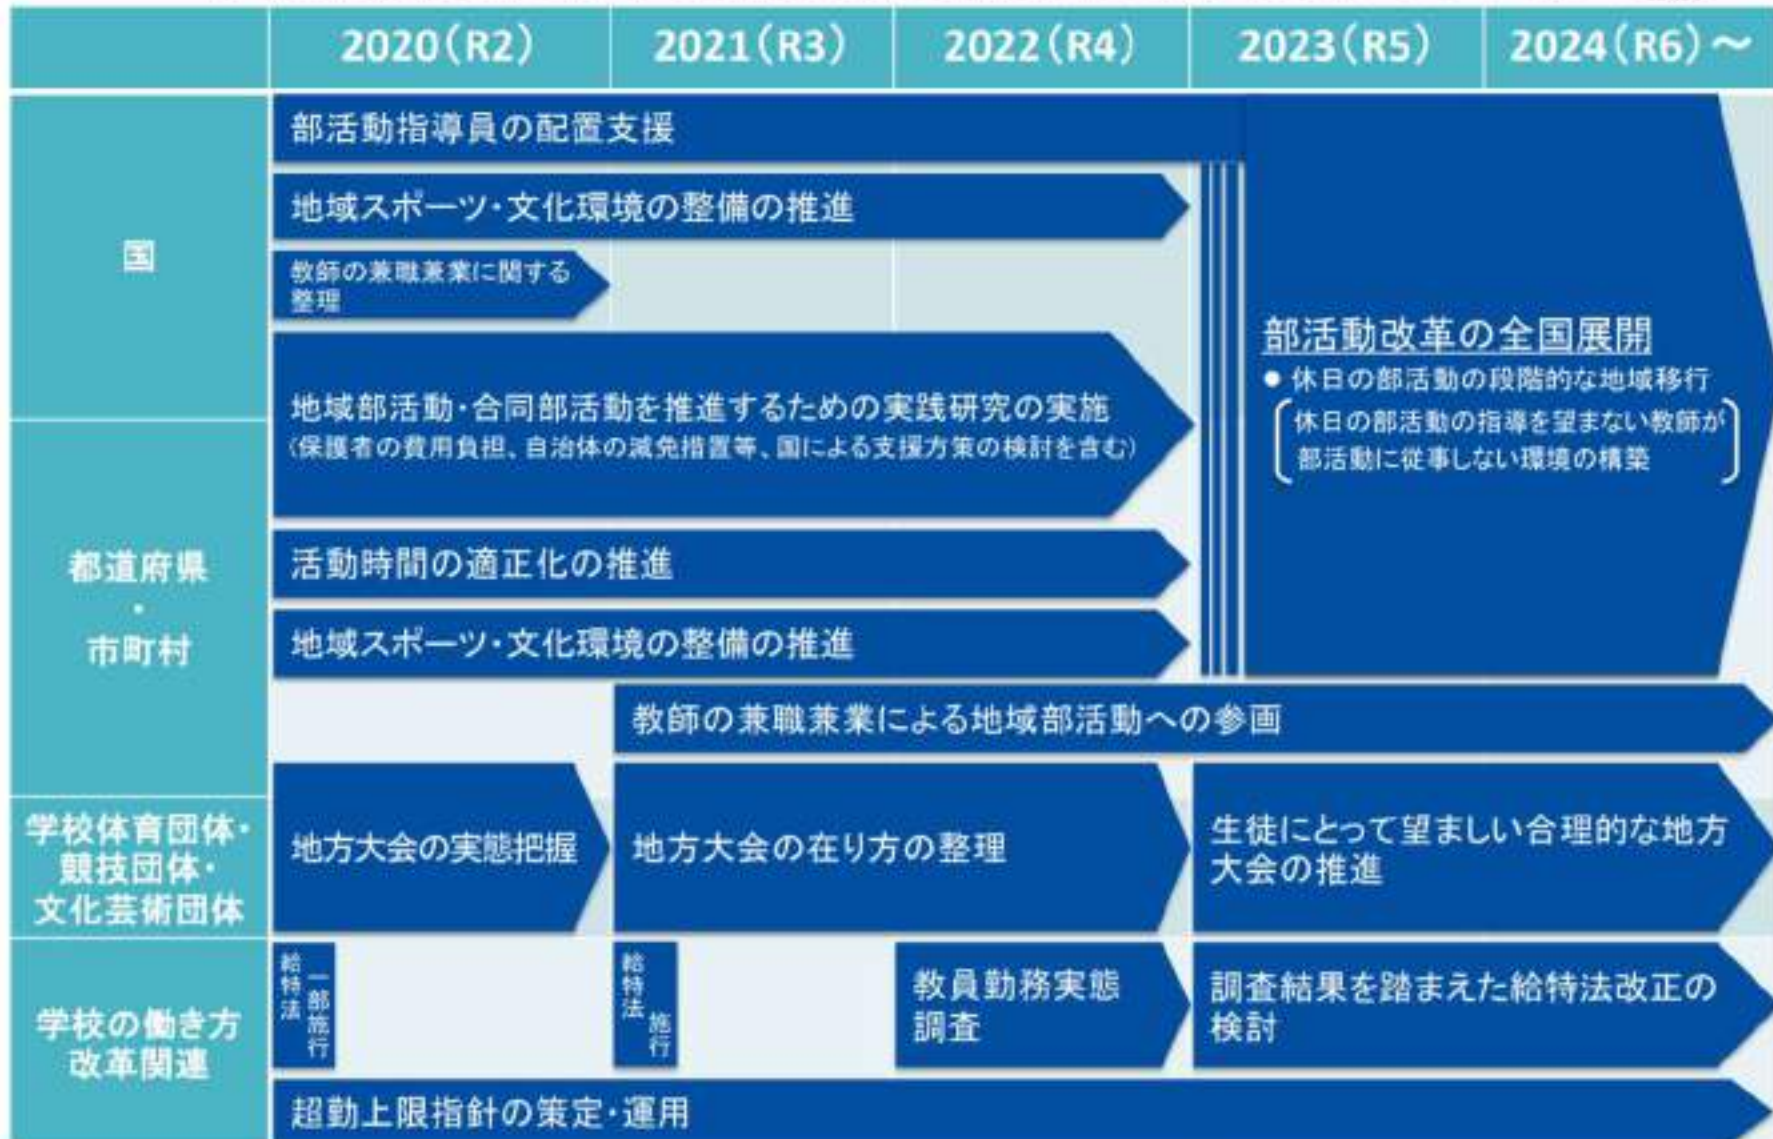 2020(R2) 2021(R3) 2022(R4) 2023(R5) 2024(R6)～
国
部活動指導員の配置支援
地域スポーツ・文化環境の整備の推進
教師の兼職兼業に関する
整理
地域部活動・合同部活動を推進するための実践研究の実施
(保護者の費用負担、自治体の減免措置等、国による支援方策の検討を含む)
部活動改革の全国展開
● 休日の部活動の段階的な地域移行
休日の部活動の指導を望まない教師が
部活動に従事しない環境の構築
都道府県
・
市町村
活動時間の適正化の推進
地域スポーツ・文化環境の整備の推進
教師の兼職兼業による地域部活動への参画
学校体育団体・
競技団体・
文化芸術団体
地方大会の実態把握
地方大会の在り方の整理
生徒にとって望ましい合理的な地方
大会の推進
学校の働き方
改革関連
給特法
一部施行
給特法
施行
教員勤務実態
調査
調査結果を踏まえた給特法改正の
検討
超勤上限指針の策定・運用